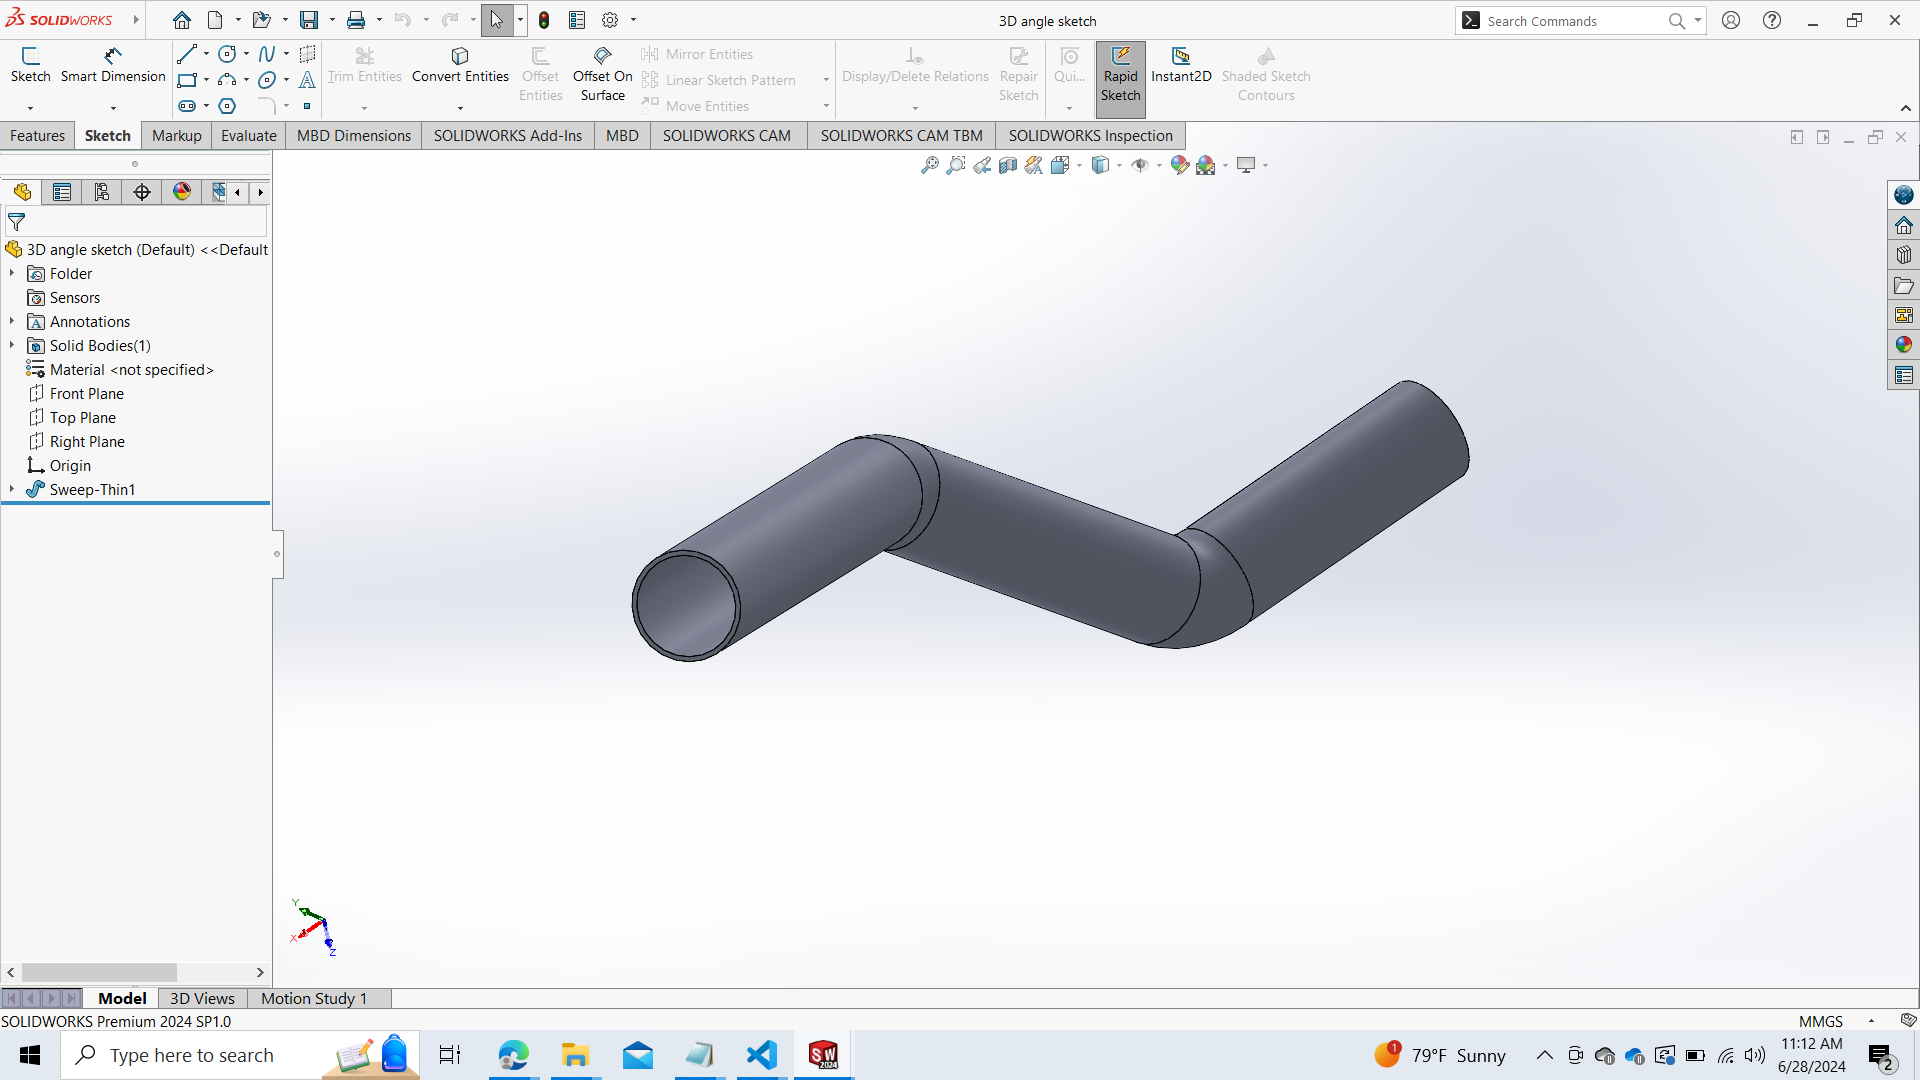 SOLIDWORKS
3D angle sketch
Search Commands
Sketch
Smart Dimension
Trim Entities
Convert Entities
Offset Entities
Offset On Surface
Mirror Entities
Linear Sketch Pattern
Move Entities
Display/Delete Relations
Repair Sketch
Qui...
Rapid Sketch
Instant2D
Shaded Sketch Contours
Features
Sketch
Markup
Evaluate
MBD Dimensions
SOLIDWORKS Add-Ins
MBD
SOLIDWORKS CAM
SOLIDWORKS CAM TBM
SOLIDWORKS Inspection
3D angle sketch (Default) <<Default
Folder
Sensors
Annotations
Solid Bodies(1)
Material <not specified>
Front Plane
Top Plane
Right Plane
Origin
Sweep-Thin1
Y
X
Z
Model
3D Views
Motion Study 1
SOLIDWORKS Premium 2024 SP1.0
MMGS
Type here to search
SW
2024
1
79°F Sunny
11:12 AM
6/28/2024
2